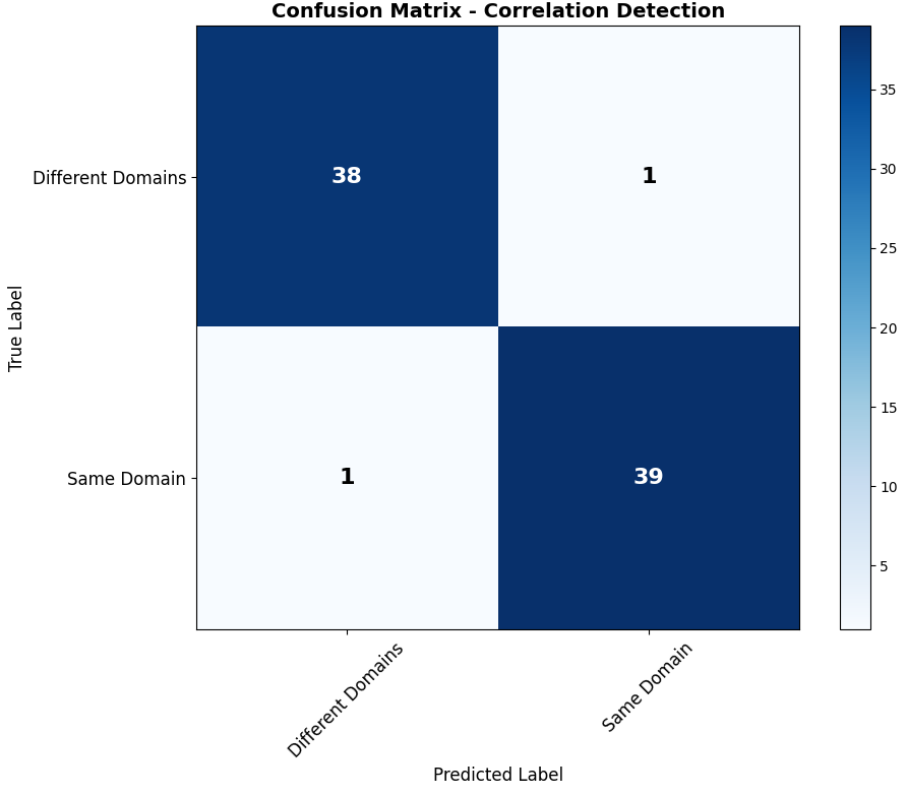 Confusion Matrix - Correlation Detection
Different Domains
38
1
35
30
25
20
15
10
5
True Label
Same Domain
1
39
Different Domains
Same Domain
Predicted Label